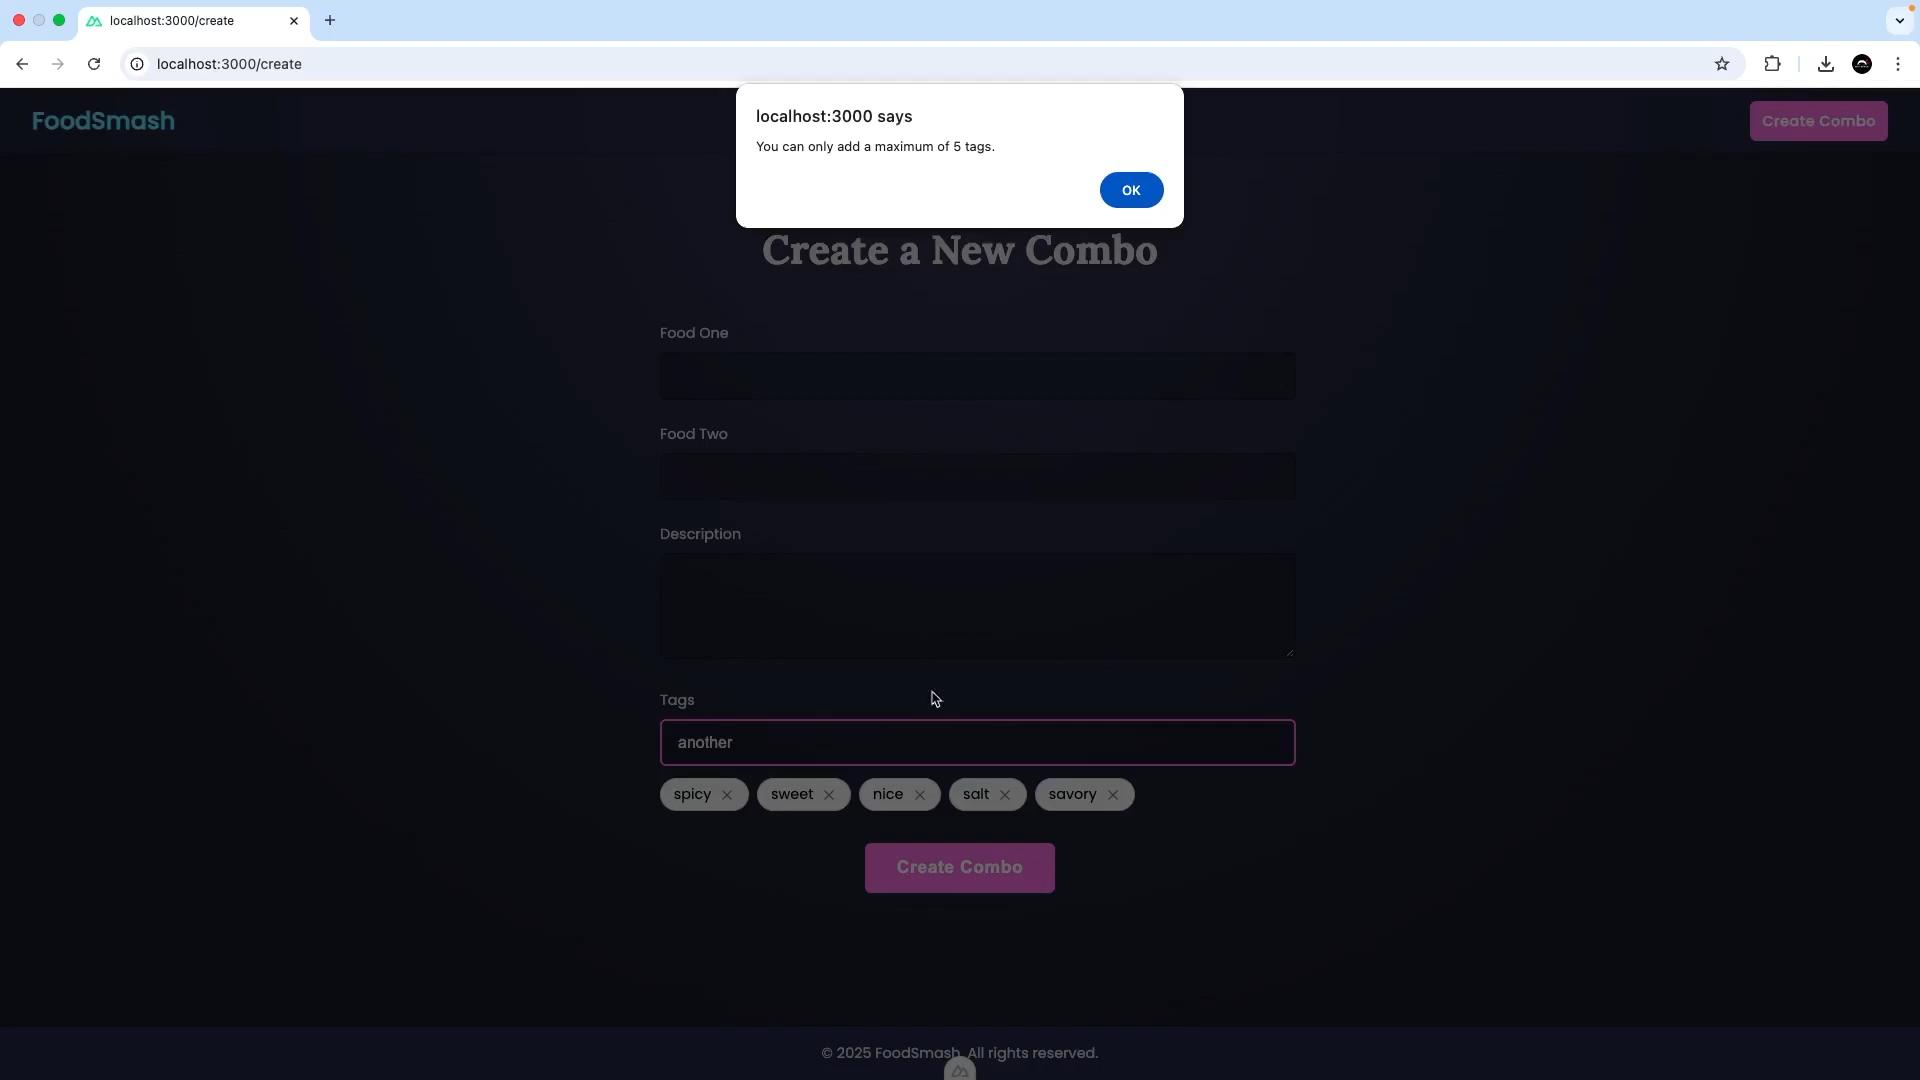 localhost:3000/create
localhost:3000/create
FoodSmash
Create Combo
localhost:3000 says
You can only add a maximum of 5 tags.
OK
Create a New Combo
Food One
Food Two
Description
Tags
another
spicy sweet nice salt savory
Create Combo
© 2025 FoodSmash. All rights reserved.